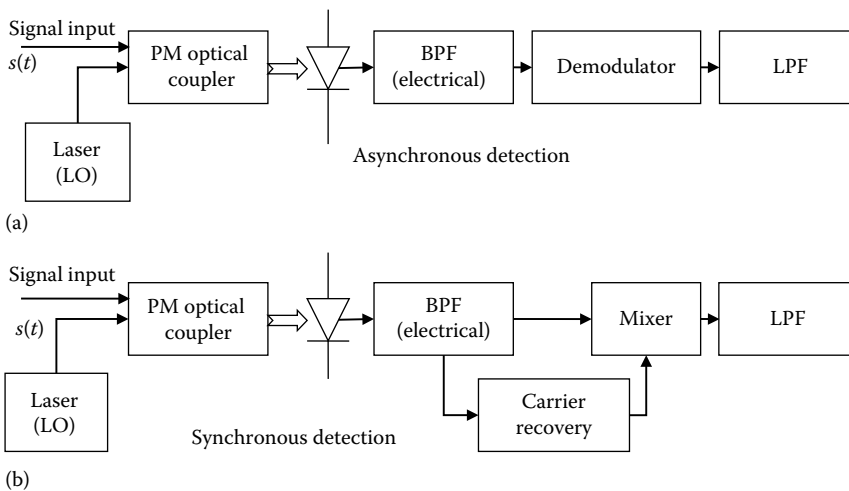 Signal input
s(t)
PM optical
coupler
BPF
(electrical)
Demodulator
LPF
Laser
(LO)
Asynchronous detection
(a)
Signal input
s(t)
PM optical
coupler
BPF
(electrical)
Mixer
LPF
Laser
(LO)
Carrier
recovery
Synchronous detection
(b)